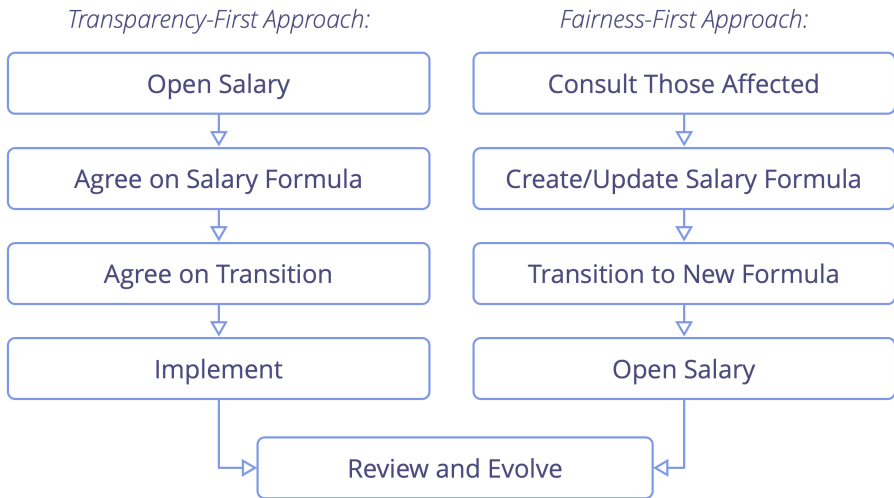 Transparency-First Approach:
Open Salary
Agree on Salary Formula
Agree on Transition
Implement
Fairness-First Approach:
Consult Those Affected
Create/Update Salary Formula
Transition to New Formula
Open Salary
Review and Evolve